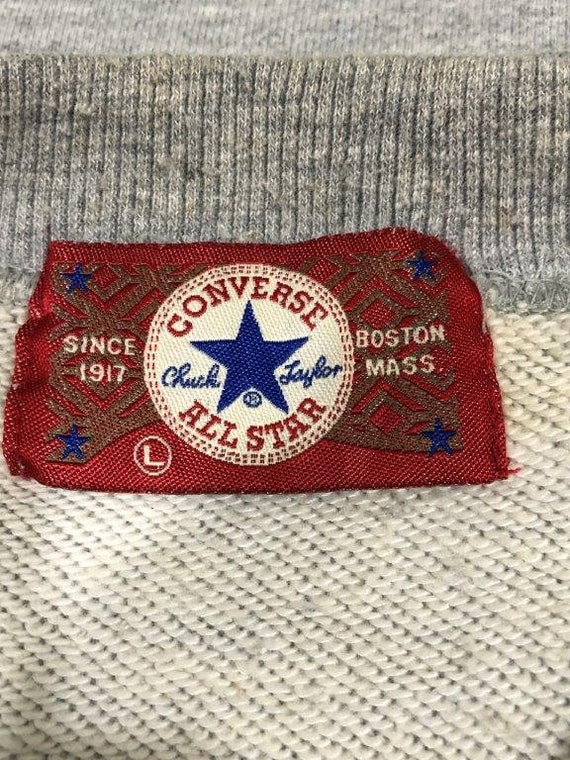 SINCE
1917
CONVERSE
Chuck Taylor
®
ALL STAR
BOSTON
MASS.
L